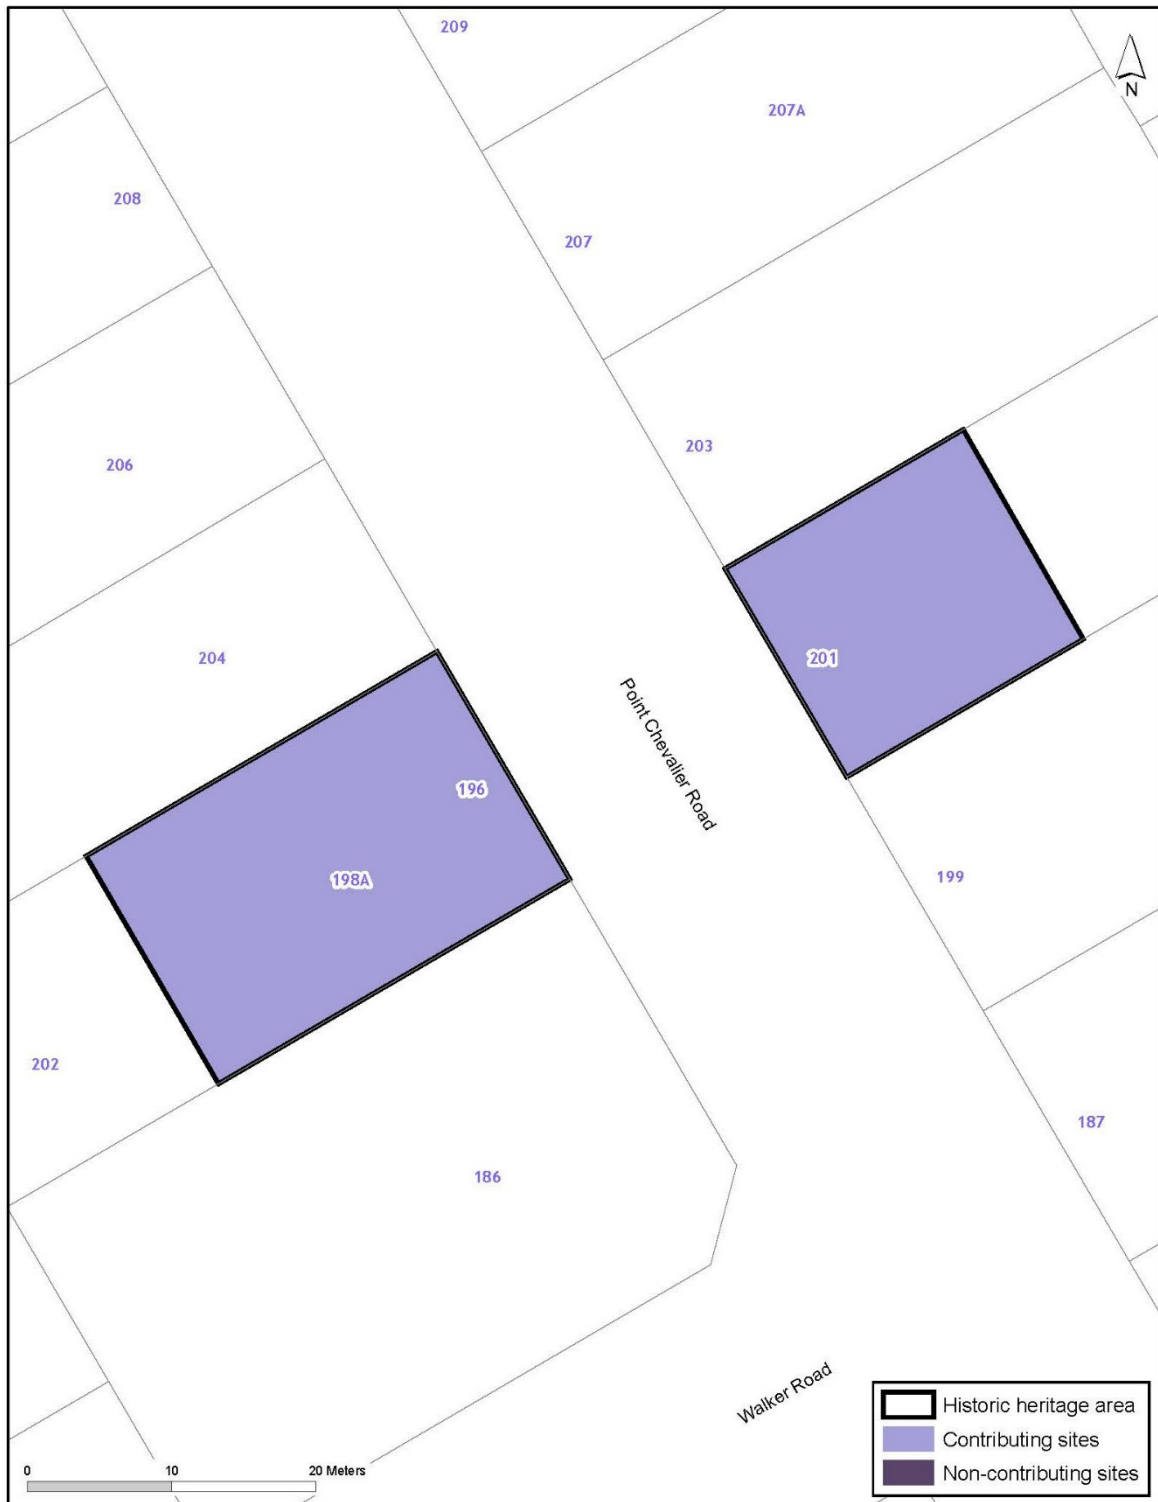 209
N
207A
208
207
203
206
201
204
Point Chevalier Road
196
198A
199
202
187
186
Walker Road
Historic heritage area
Contributing sites
Non-contributing sites
0 10 20 Meters